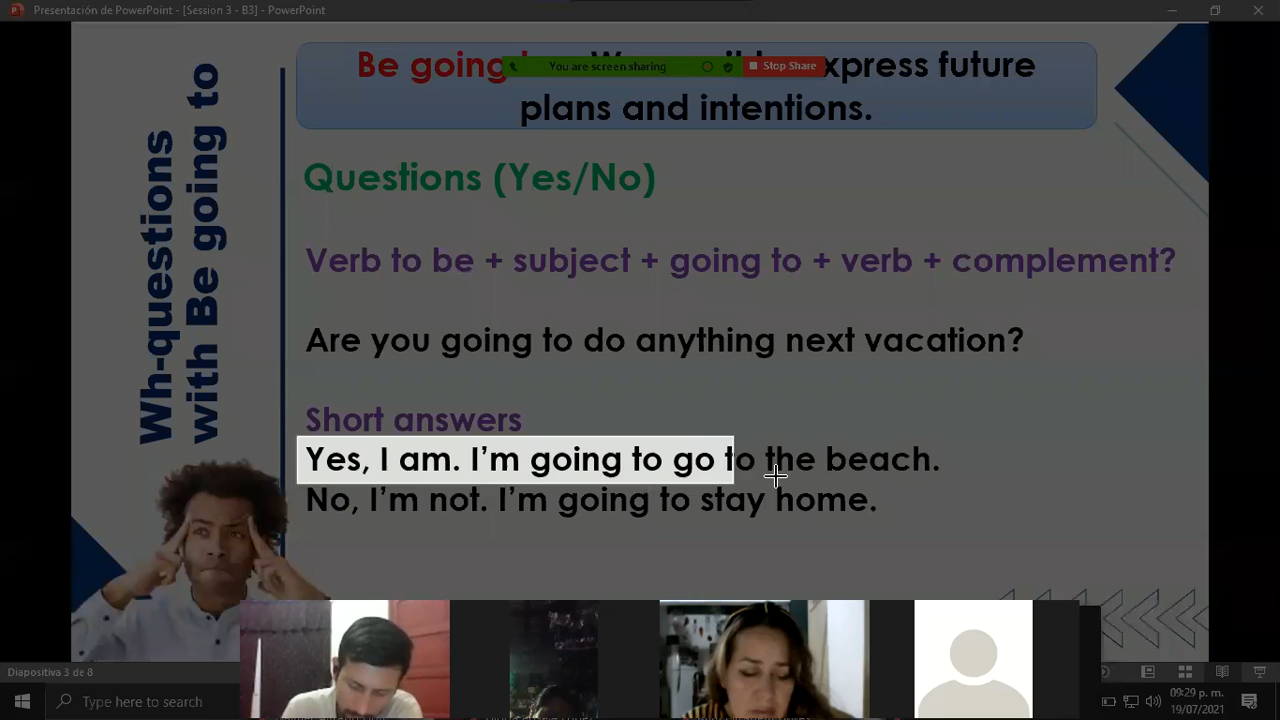 Presentación de PowerPoint - [Session 3 - B3] - PowerPoint
Be going
You are screen sharing
Stop Share
xpress future
plans and intentions.
Wh-questions
with Be going to
Questions (Yes/No)
Verb to be + subject + going to + verb + complement?
Are you going to do anything next vacation?
Short answers
Yes, I am. I'm going to go to the beach.
No, I'm not. I'm going to stay home.
Diapositiva 3 de 8
Type here to search
09:29 p. m.
19/07/2021